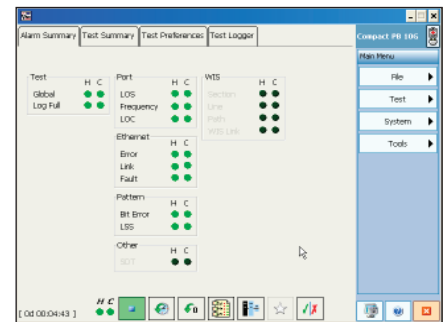 Alarm Summary Test Summary Test Preferences Test Logger
Compact PB 10G
Main Menu
File
Test
System
Tools
Test H C
Global
Log Full
Port H C
LOS
Frequency
LOC
WIS H C
Section
Line
Path
WIS Link
Ethernet H C
Error
Link
Fault
Pattern H C
Bit Error
LSS
Other H C
SDT
H C
[ 0d 00:04:43 ]